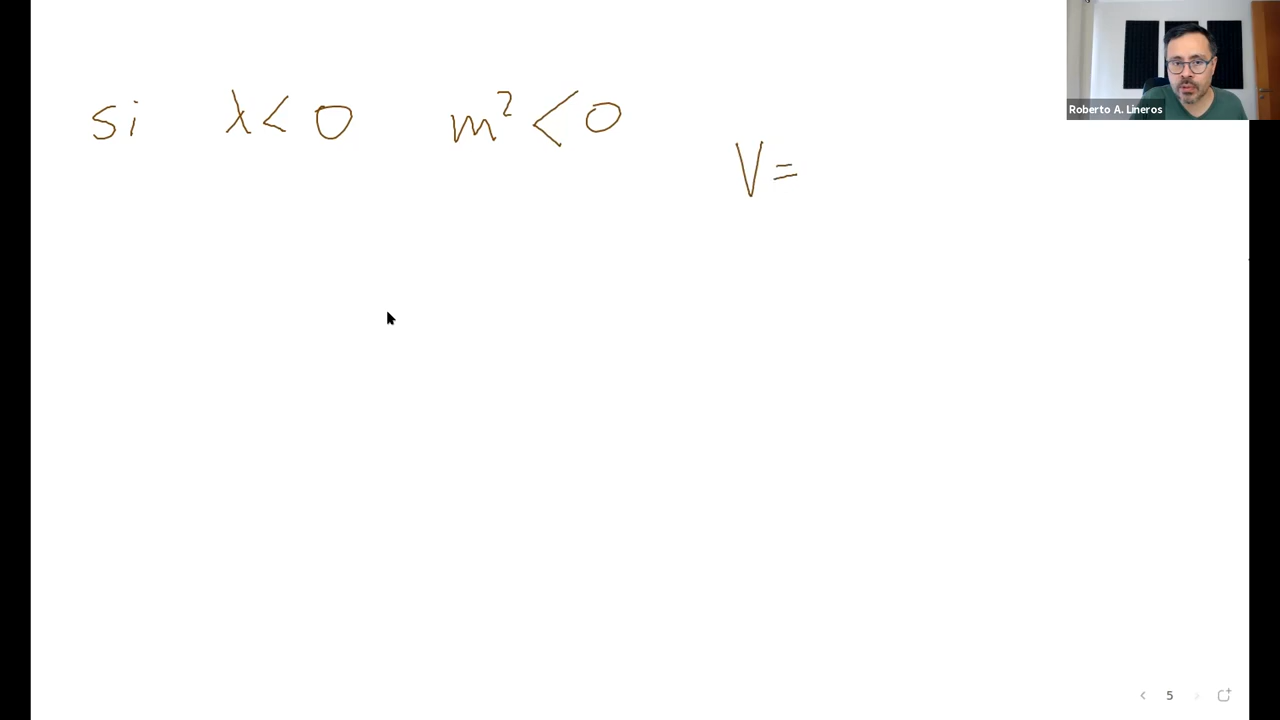 Roberto A. Lineros
si λ < 0 m² < 0
V =
5